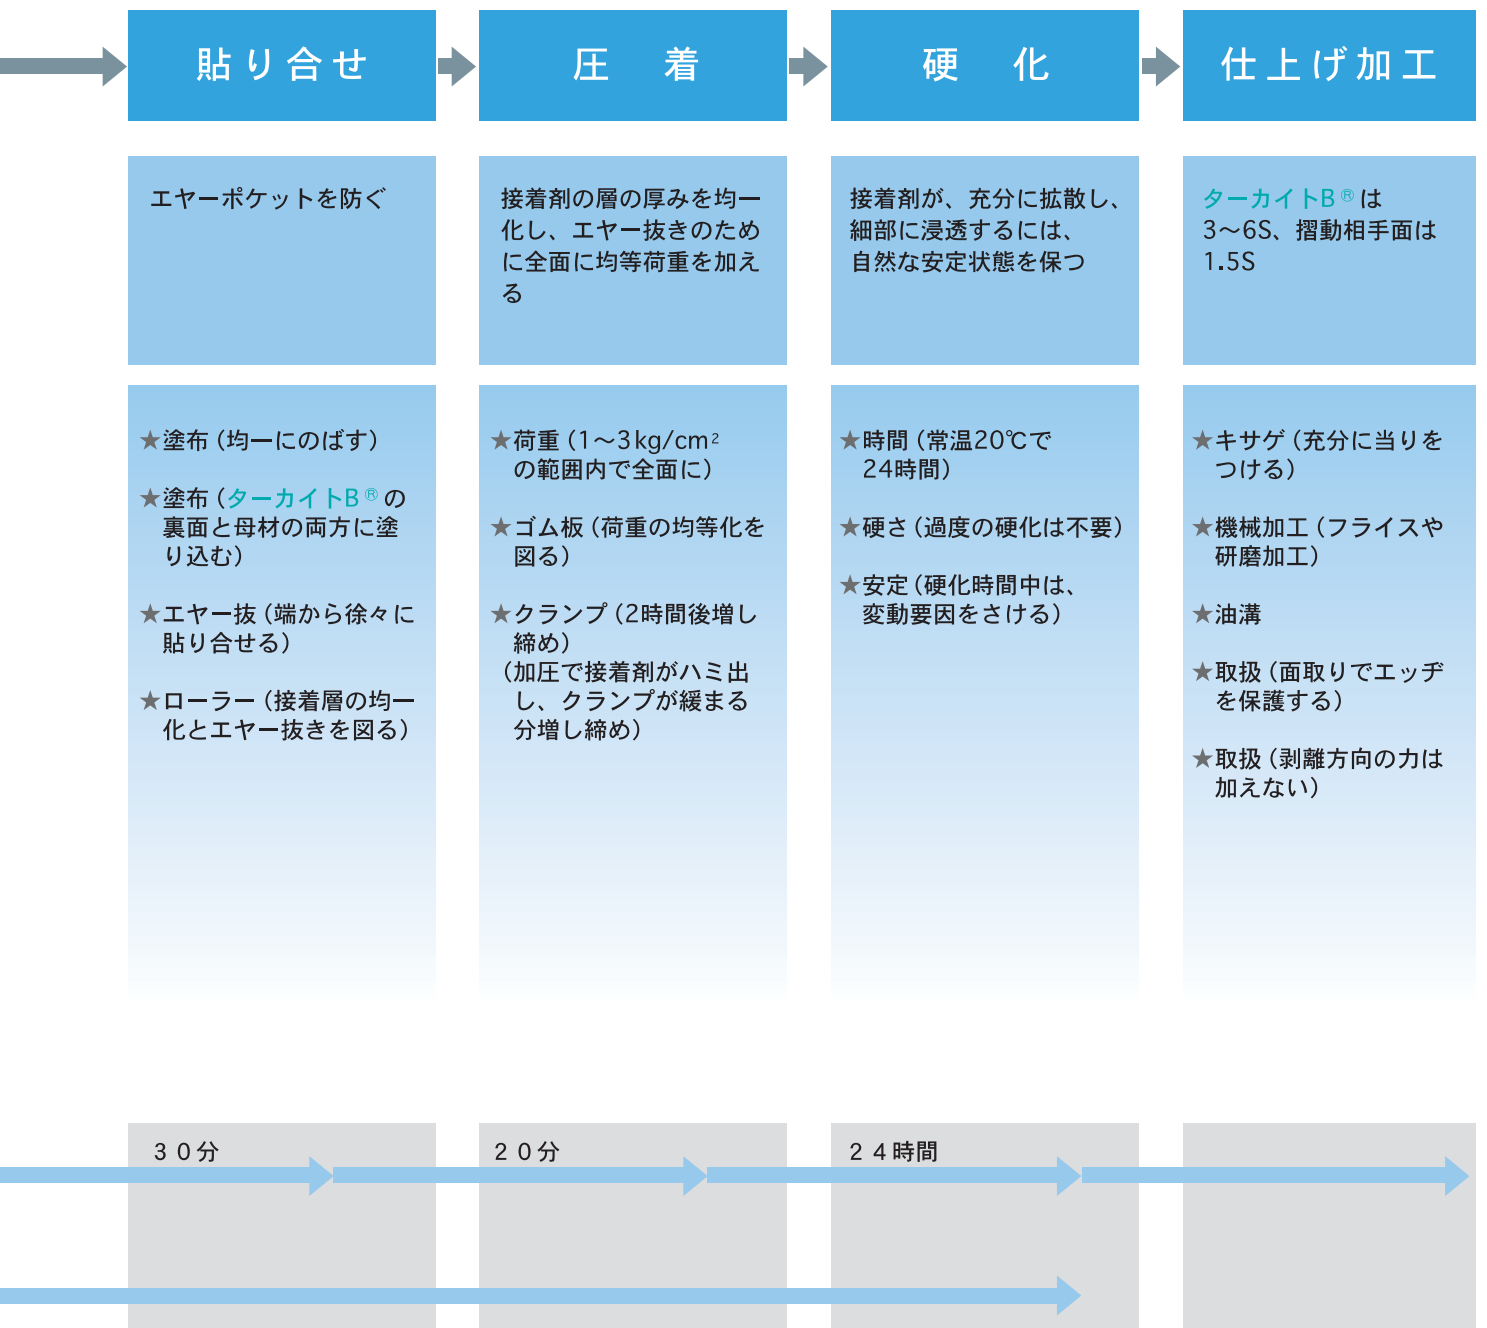 貼り合せ
圧　着
硬　化
仕上げ加工
エヤーポケットを防ぐ
接着剤の層の厚みを均一
化し、エヤー抜きのため
に全面に均等荷重を加え
る
接着剤が、充分に拡散し、
細部に浸透するには、
自然な安定状態を保つ
ターカイトB®は
3〜6S、摺動相手面は
1.5S
★塗布（均一にのばす）
★塗布（ターカイトB®の
裏面と母材の両方に塗
り込む）
★エヤー抜（端から徐々に
貼り合せる）
★ローラー（接着層の均一
化とエヤー抜きを図る）
★荷重（1〜3kg/cm²
の範囲内で全面に）
★ゴム板（荷重の均等化を
図る）
★クランプ（2時間後増し
締め）
（加圧で接着剤がハミ出
し、クランプが緩まる
分増し締め）
★時間（常温20℃で
24時間）
★硬さ（過度の硬化は不要）
★安定（硬化時間中は、
変動要因をさける）
★キサゲ（充分に当りを
つける）
★機械加工（フライスや
研磨加工）
★油溝
★取扱（面取りでエッヂ
を保護する）
★取扱（剥離方向の力は
加えない）
３０分
２０分
２４時間